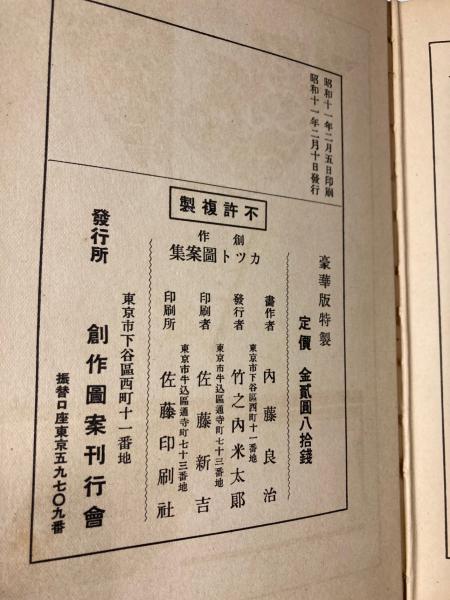 昭和十一年二月五日印刷
昭和十一年二月十日發行
不許複製
豪華版特製
定價 金貳圓八拾錢
創作
カツト圖案集
畫作者 內藤良治
東京市下谷區西町十一番地
發行者 竹之內米太郞
東京市牛込區通寺町七十三番地
印刷者 佐藤新吉
東京市牛込區通寺町七十三番地
印刷所 佐藤印刷社
東京市下谷區西町十一番地
發行所 創作圖案刊行會
振替口座東京五九七〇九番